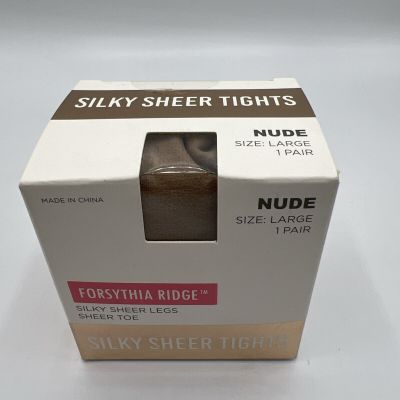 SILKY SHEER TIGHTS
NUDE
SIZE: LARGE
1 PAIR
MADE IN CHINA
NUDE
SIZE: LARGE
1 PAIR
FORSYTHIA RIDGE™
SILKY SHEER LEGS
SHEER TOE
SILKY SHEER TIGHTS